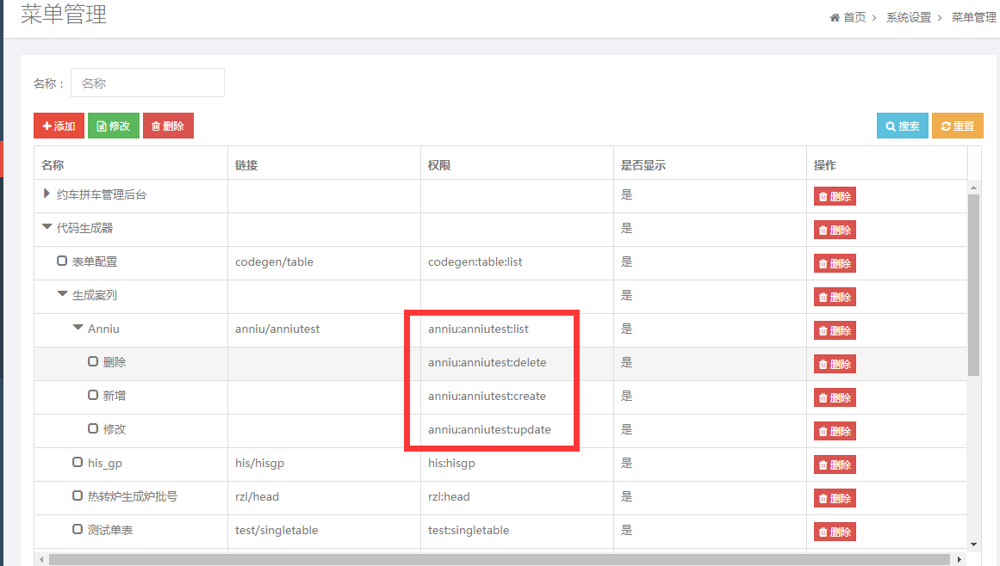 菜单管理
首页 > 系统设置 > 菜单管理
名称： 名称
添加 修改 删除 搜索 重置
名称 链接 权限 是否显示 操作
约车拼车管理后台 是 删除
代码生成器 是 删除
表单配置 codegen/table codegen:table:list 是 删除
生成案列 是 删除
Anniu anniu/anniutest anniu:anniutest:list 是 删除
删除 anniu:anniutest:delete 是 删除
新增 anniu:anniutest:create 是 删除
修改 anniu:anniutest:update 是 删除
his_gp his/hisgp his:hisgp 是 删除
热转炉生成炉批号 rzl/head rzl:head 是 删除
测试单表 test/singletable test:singletable 是 删除